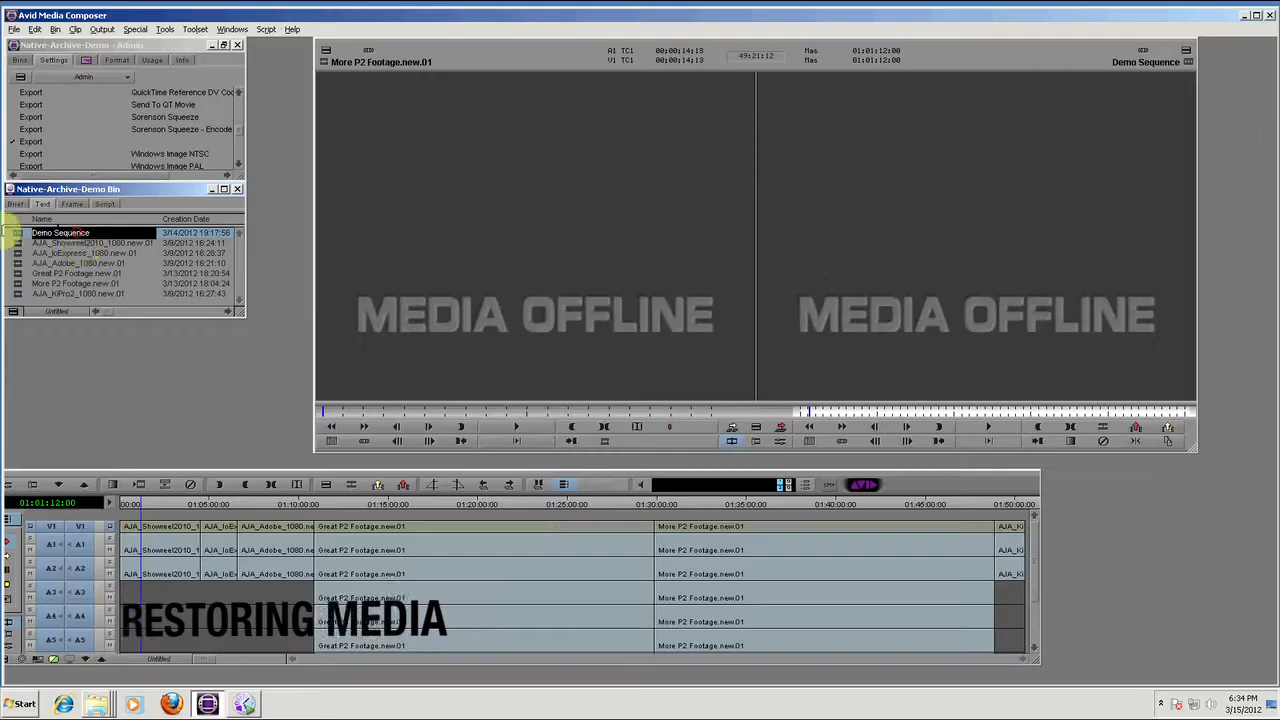 Avid Media Composer
File Edit Bin Clip Output Special Tools Toolset Windows Script Help
Native-Archive-Demo - Admin
Bins Settings Format Usage Info
Admin
Export QuickTime Reference DV Coc
Export Send To QT Movie
Export Sorenson Squeeze
Export Sorenson Squeeze - Encode
Export
Export Windows Image NTSC
Export Windows Image PAL
Native-Archive-Demo Bin
Brief Text Frame Script
Name Creation Date
Demo Sequence 3/14/2012 19:17:56
AJA_Showreel2010_1080.new.01 3/9/2012 16:24:11
AJA_IoExpress_1080.new.01 3/9/2012 16:28:37
AJA_Adobe_1080.new.01 3/9/2012 16:21:10
Great P2 Footage.new.01 3/13/2012 18:20:54
More P2 Footage.new.01 3/13/2012 18:04:24
AJA_KiPro2_1080.new.01 3/9/2012 16:27:43
Untitled
More P2 Footage.new.01
A1 TC1 00;00;14;13
V1 TC1 00;00;14;13
49:21:12
Mas 01:01:12:00
Mas 01:01:12:00
Demo Sequence
MEDIA OFFLINE
MEDIA OFFLINE
AVID
01:01:12:00
00:00 01:05:00:00 01:10:00:00 01:15:00:00 01:20:00:00 01:25:00:00 01:30:00:00 01:35:00:00 01:40:00:00 01:45:00:00 01:50:00:00
V1 V1 AJA_Showreel2010_1 AJA_IoEx AJA_Adobe_1080.ne Great P2 Footage.new.01 More P2 Footage.new.01 AJA_Ki
A1 A1 AJA_Showreel2010_1 AJA_IoEx AJA_Adobe_1080.ne Great P2 Footage.new.01 More P2 Footage.new.01 AJA_Ki
A2 A2 AJA_Showreel2010_1 AJA_IoEx AJA_Adobe_1080.ne Great P2 Footage.new.01 More P2 Footage.new.01 AJA_Ki
A3 A3 Great P2 Footage.new.01 More P2 Footage.new.01
A4 A4 Great P2 Footage.new.01 More P2 Footage.new.01
A5 A5 Great P2 Footage.new.01 More P2 Footage.new.01
RESTORING MEDIA
Untitled
Start
6:34 PM
3/15/2012